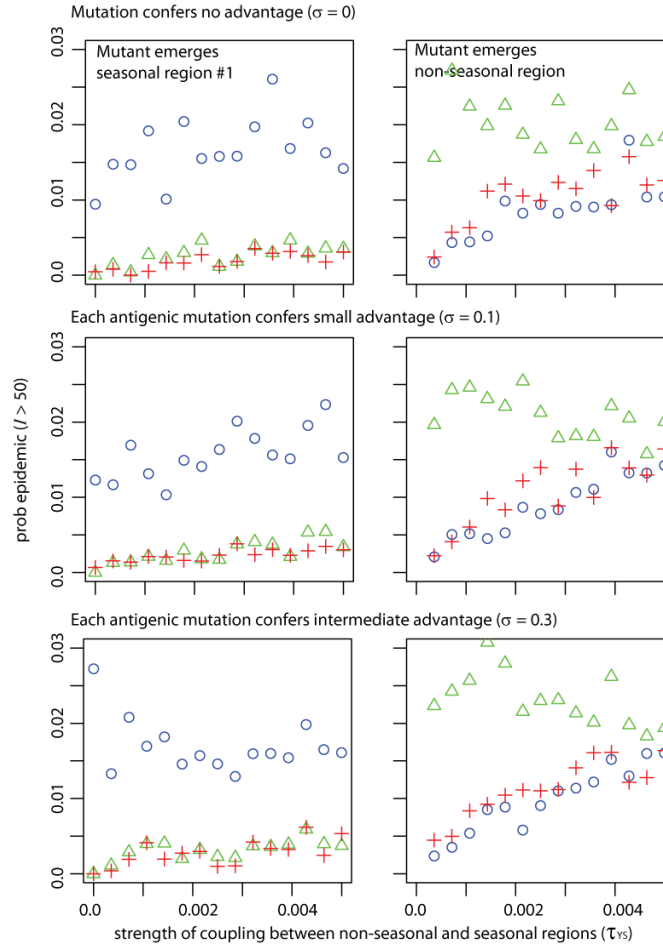 Mutation confers no advantage (σ = 0)
Mutant emerges
seasonal region #1
Mutant emerges
non-seasonal region
0.03
0.02
0.01
0.0
Each antigenic mutation confers small advantage (σ = 0.1)
0.03
0.02
0.01
0.0
prob epidemic (I > 50)
Each antigenic mutation confers intermediate advantage (σ = 0.3)
0.03
0.02
0.01
0.0
0.0 0.002 0.004 0.0 0.002 0.004
strength of coupling between non-seasonal and seasonal regions (τYS)